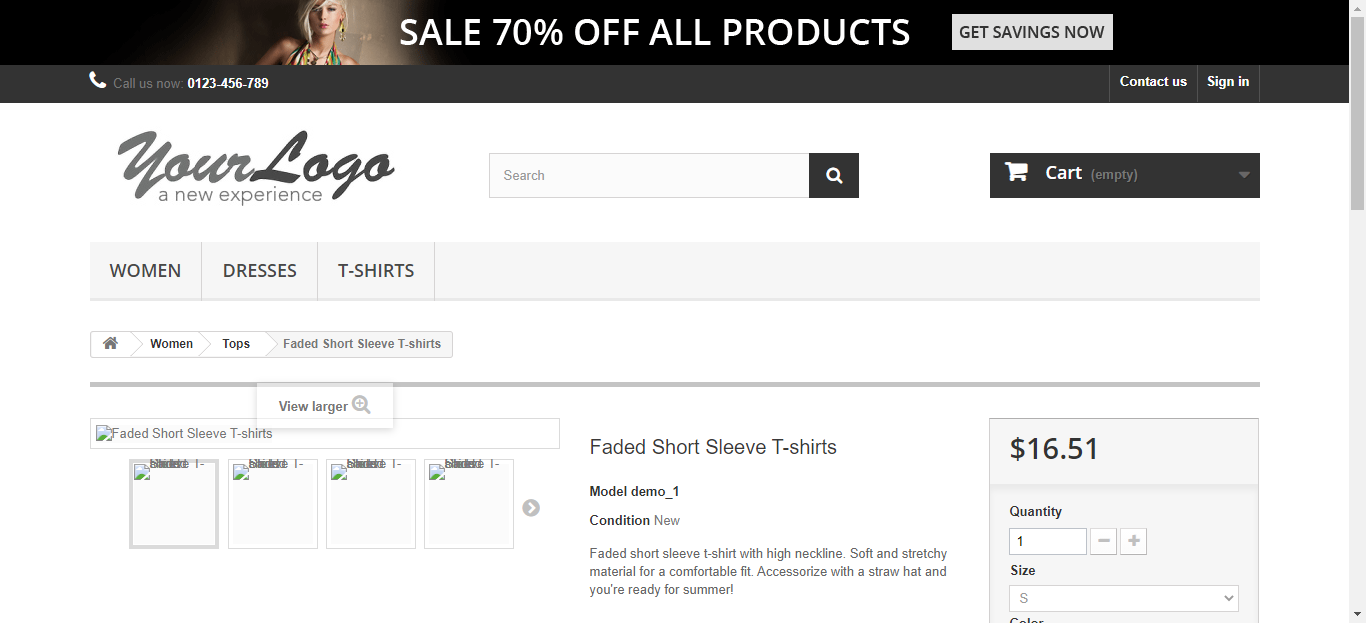 SALE 70% OFF ALL PRODUCTS
GET SAVINGS NOW
Call us now: 0123-456-789
Contact us
Sign in
YourLogo
a new experience
Search
Cart (empty)
WOMEN
DRESSES
T-SHIRTS
Women
Tops
Faded Short Sleeve T-shirts
View larger
Faded Short Sleeve T-shirts
Faded Short Sleeve T-shirts
Model demo_1
Condition New
Faded short sleeve t-shirt with high neckline. Soft and stretchy
material for a comfortable fit. Accessorize with a straw hat and
you're ready for summer!
$16.51
Quantity
1
Size
S
Color